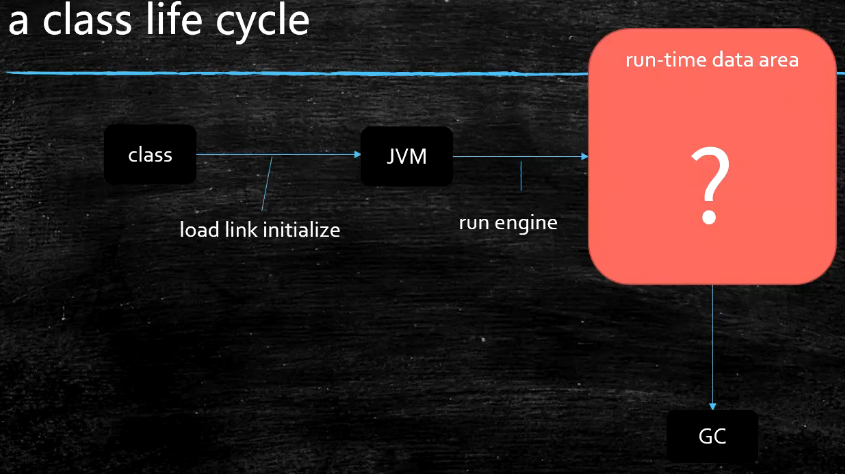 a class life cycle
run-time data area
class
JVM
?
load link initialize
run engine
GC